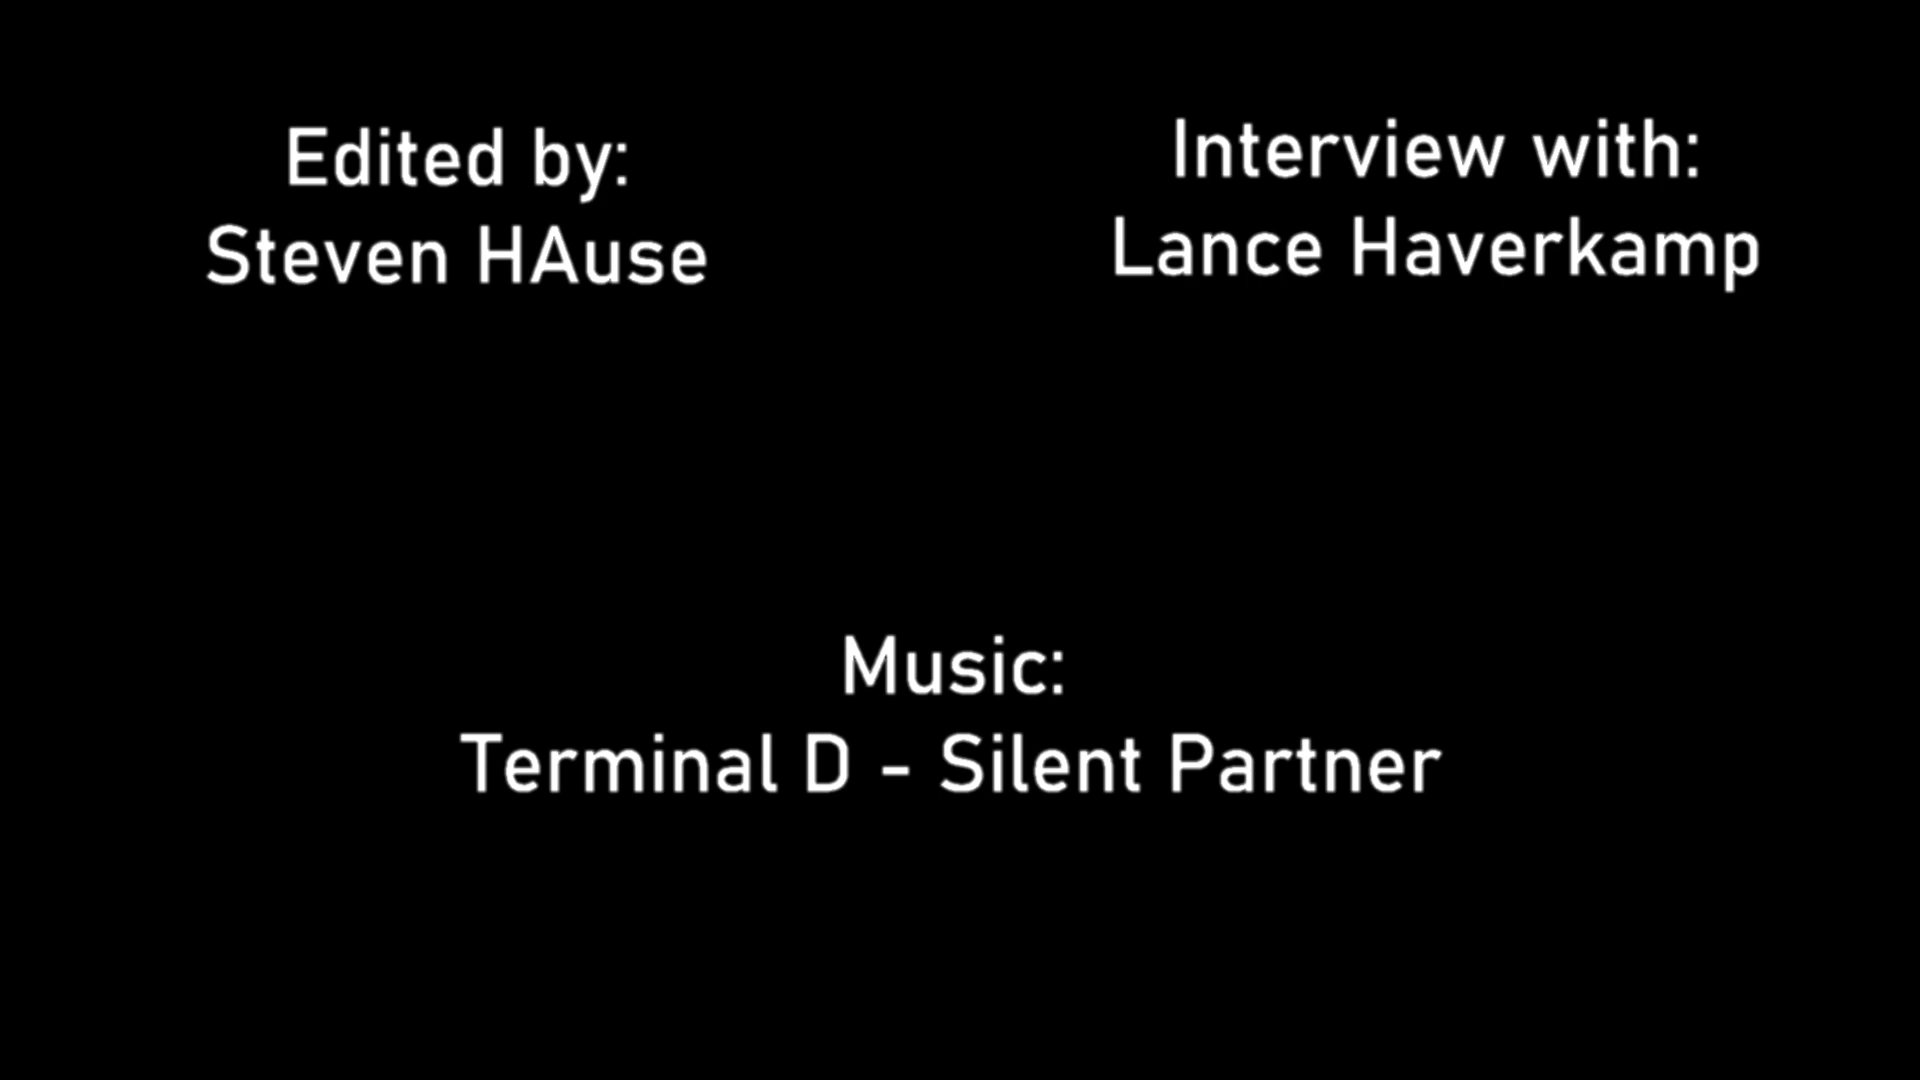 Edited by:
Steven HAuse
Interview with:
Lance Haverkamp
Music:
Terminal D - Silent Partner